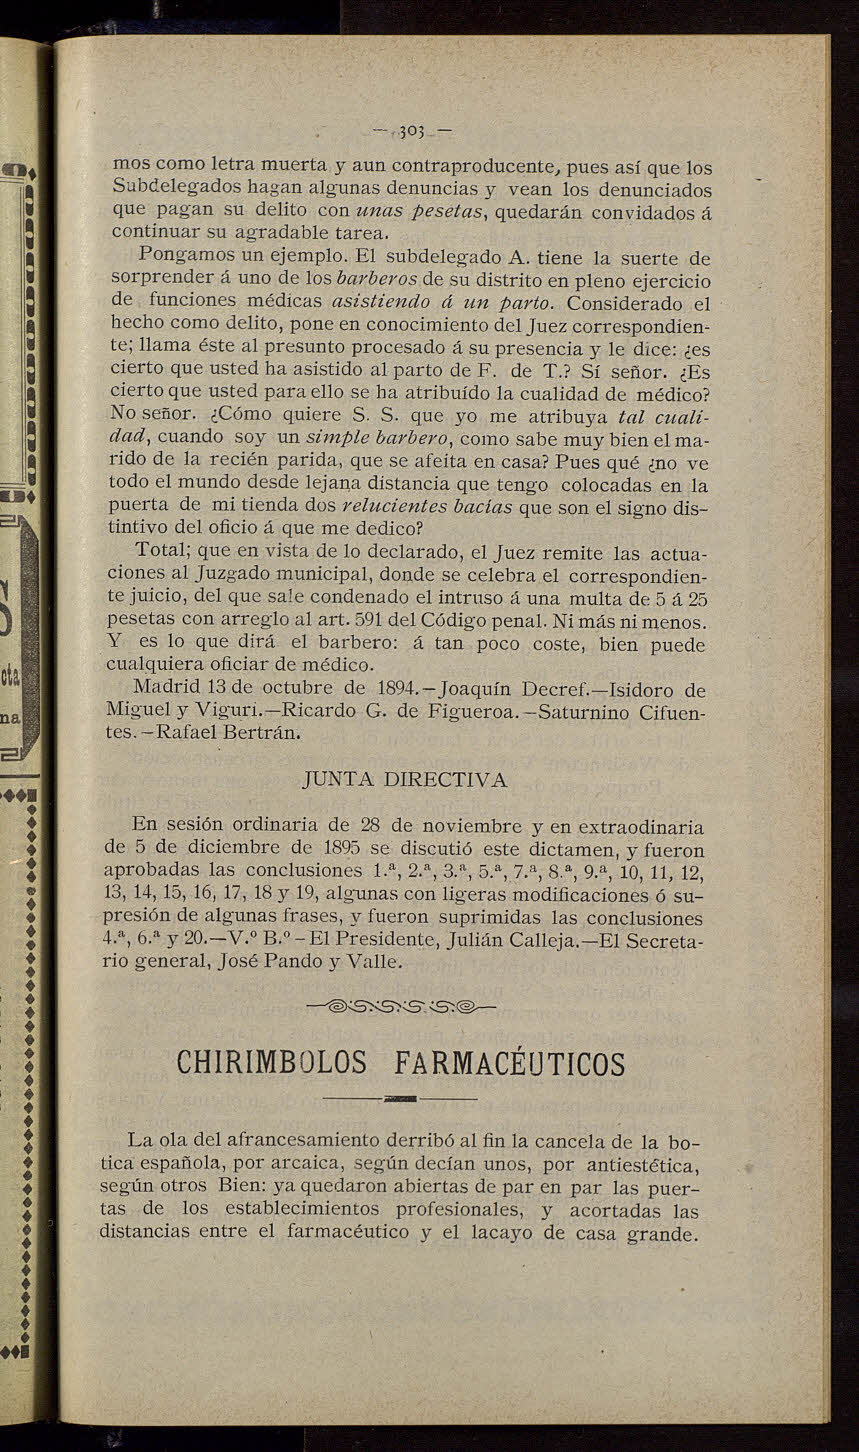 — 303 —
mos como letra muerta y aun contraproducente, pues así que los
Subdelegados hagan algunas denuncias y vean los denunciados
que pagan su delito con unas pesetas, quedarán convidados á
continuar su agradable tarea.
Pongamos un ejemplo. El subdelegado A. tiene la suerte de
sorprender á uno de los barberos de su distrito en pleno ejercicio
de funciones médicas asistiendo á un parto. Considerado el
hecho como delito, pone en conocimiento del Juez correspondien-
te; llama éste al presunto procesado á su presencia y le dice: ¿es
cierto que usted ha asistido al parto de F. de T.? Sí señor. ¿Es
cierto que usted para ello se ha atribuído la cualidad de médico?
No señor. ¿Cómo quiere S. S. que yo me atribuya tal cuali-
dad, cuando soy un simple barbero, como sabe muy bien el ma-
rido de la recién parida, que se afeita en casa? Pues qué ¿no ve
todo el mundo desde lejana distancia que tengo colocadas en la
puerta de mi tienda dos relucientes bacías que son el signo dis-
tintivo del oficio á que me dedico?
Total; que en vista de lo declarado, el Juez remite las actua-
ciones al Juzgado municipal, donde se celebra el correspondien-
te juicio, del que sale condenado el intruso á una multa de 5 á 25
pesetas con arreglo al art. 591 del Código penal. Ni más ni menos.
Y es lo que dirá el barbero: á tan poco coste, bien puede
cualquiera oficiar de médico.
Madrid 13 de octubre de 1894.—Joaquín Decref.—Isidoro de
Miguel y Viguri.—Ricardo G. de Figueroa.—Saturnino Cifuen-
tes.—Rafael Bertrán.
JUNTA DIRECTIVA
En sesión ordinaria de 28 de noviembre y en extraodinaria
de 5 de diciembre de 1895 se discutió este dictamen, y fueron
aprobadas las conclusiones 1.ª, 2.ª, 3.ª, 5.ª, 7.ª, 8.ª, 9.ª, 10, 11, 12,
13, 14, 15, 16, 17, 18 y 19, algunas con ligeras modificaciones ó su-
presión de algunas frases, y fueron suprimidas las conclusiones
4.ª, 6.ª y 20.—V.º B.º - El Presidente, Julián Calleja.—El Secreta-
rio general, José Pando y Valle.
CHIRIMBOLOS FARMACÉUTICOS
La ola del afrancesamiento derribó al fin la cancela de la bo-
tica española, por arcaica, según decían unos, por antiestética,
según otros Bien: ya quedaron abiertas de par en par las puer-
tas de los establecimientos profesionales, y acortadas las
distancias entre el farmacéutico y el lacayo de casa grande.